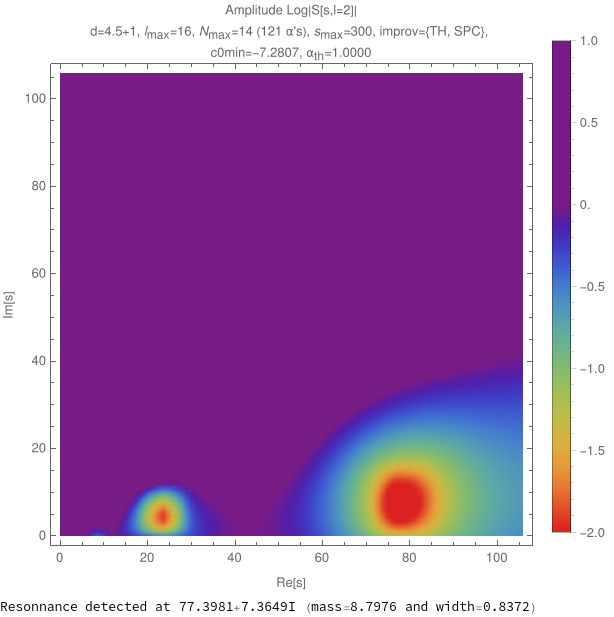 Amplitude Log|S[s,l=2]|
d=4.5+1, lmax=16, Nmax=14 (121 α's), smax=300, improv={TH, SPC},
c0min=−7.2807, αth=1.0000
100
80
60
40
20
0
Im[s]
0 20 40 60 80 100
Re[s]
1.0
0.5
0.
−0.5
−1.0
−1.5
−2.0
Resonnance detected at 77.3981+7.3649I (mass=8.7976 and width=0.8372)